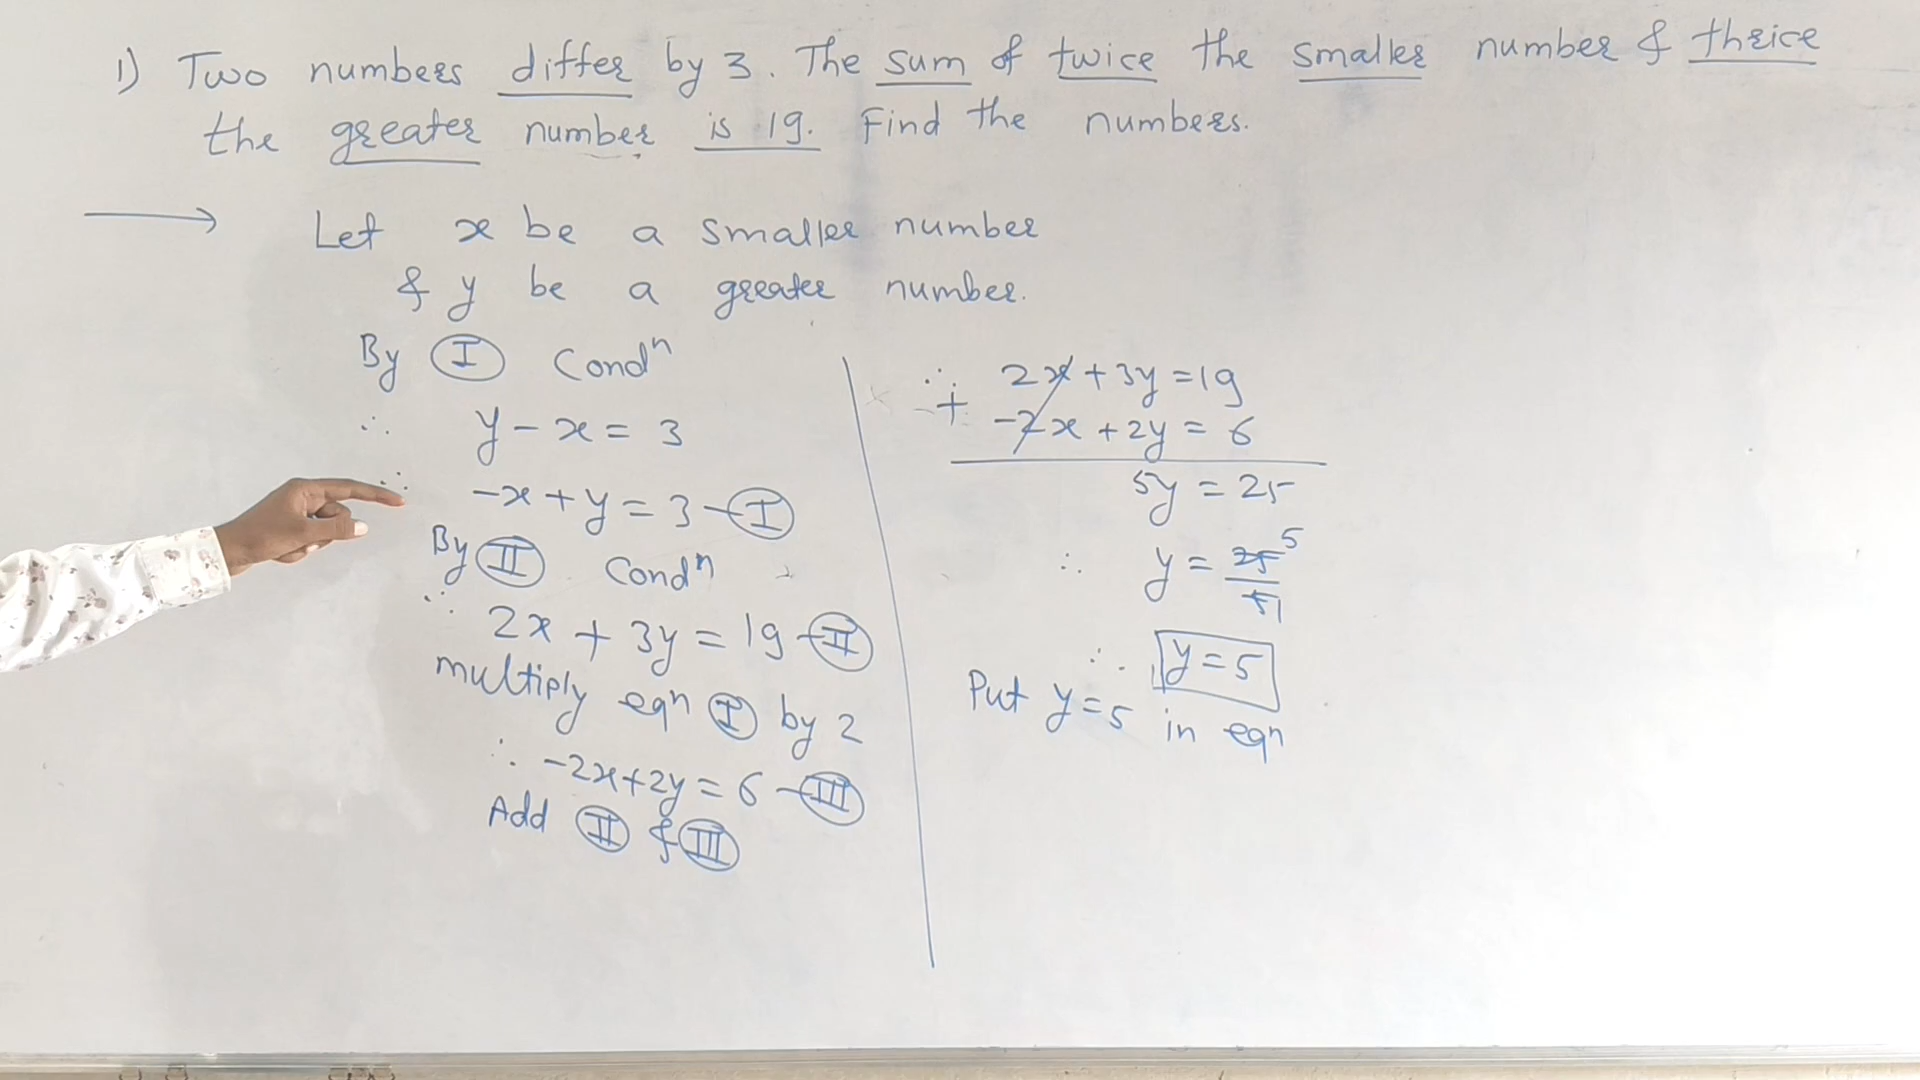 1) Two numbers differ by 3. The sum of twice the smaller number & thrice
the greater number is 19. Find the numbers.
Let x be a smaller number
& y be a greater number.
By I Condⁿ
∴ y - x = 3
∴ -x + y = 3 - I
By II Condⁿ
∴ 2x + 3y = 19 - II
multiply eqⁿ I by 2
∴ -2x+2y = 6 - III
Add II & III
∴ 2x + 3y = 19
+ -2x + 2y = 6
5y = 25
∴ y = 25 5
5 1
∴ y = 5
Put y = 5 in eqⁿ